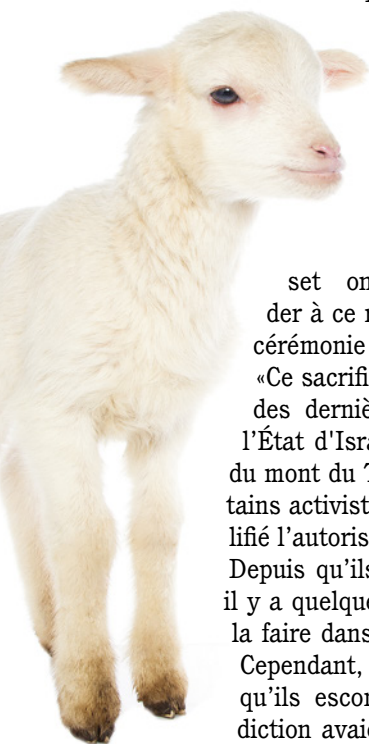 set on
der à ce
cérémonie
«Ce sacrifi
des derniè
l’État d'Isra
du mont du
tains activist
lifié l’autoris
Depuis qu’ils
il y a quelque
la faire dans
Cependant,
qu’ils escor
diction avai